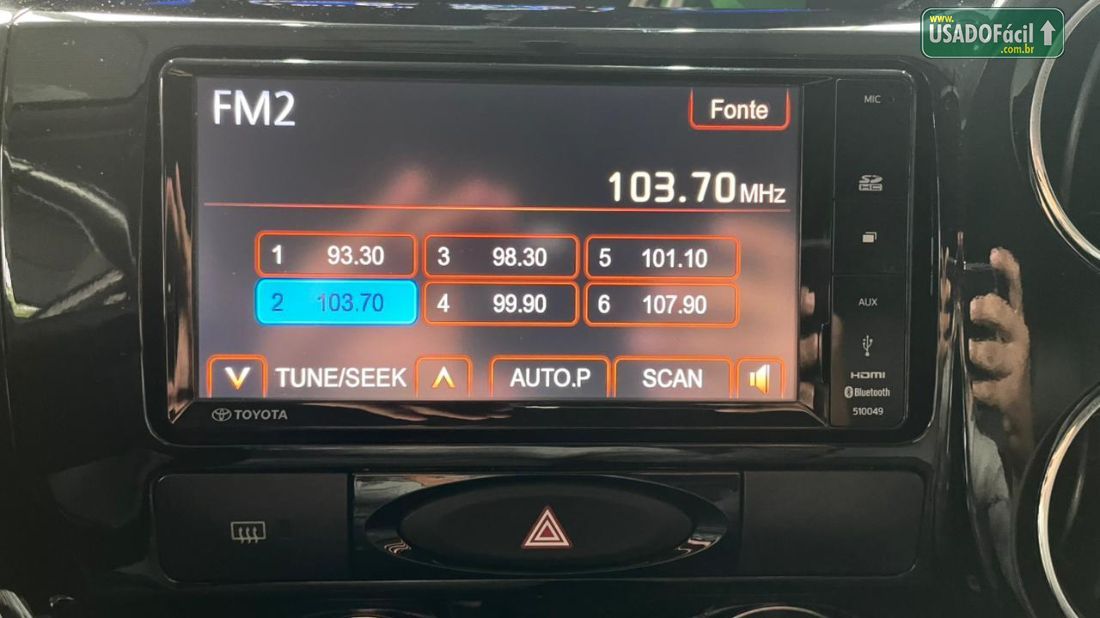 www.
USADOFácil
.com.br
FM2
Fonte
103.70MHz
1 93.30
3 98.30
5 101.10
2 103.70
4 99.90
6 107.90
TUNE/SEEK
AUTO.P
SCAN
TOYOTA
MIC
SD
HC
AUX
HDMI
Bluetooth
510049